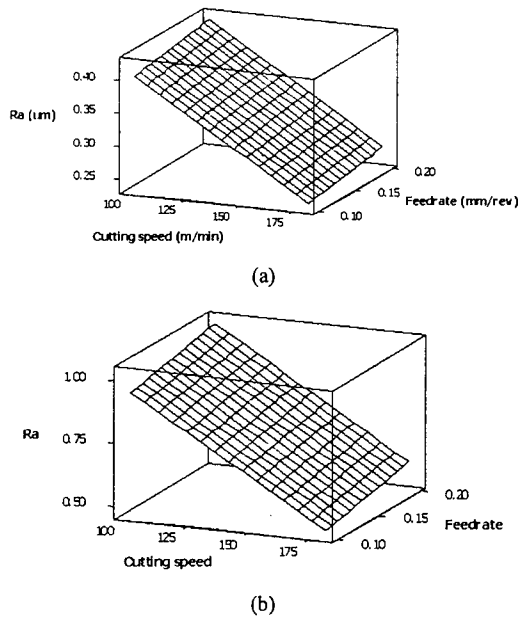 0.40
0.35
Ra (um)
0.30
0.25
0.20
0.15
Feedrate (mm/rev)
0.10
100
125
150
175
Cutting speed (m/min)
(a)
1.00
Ra
0.75
0.50
0.20
0.15
Feedrate
0.10
100
125
150
175
Cutting speed
(b)